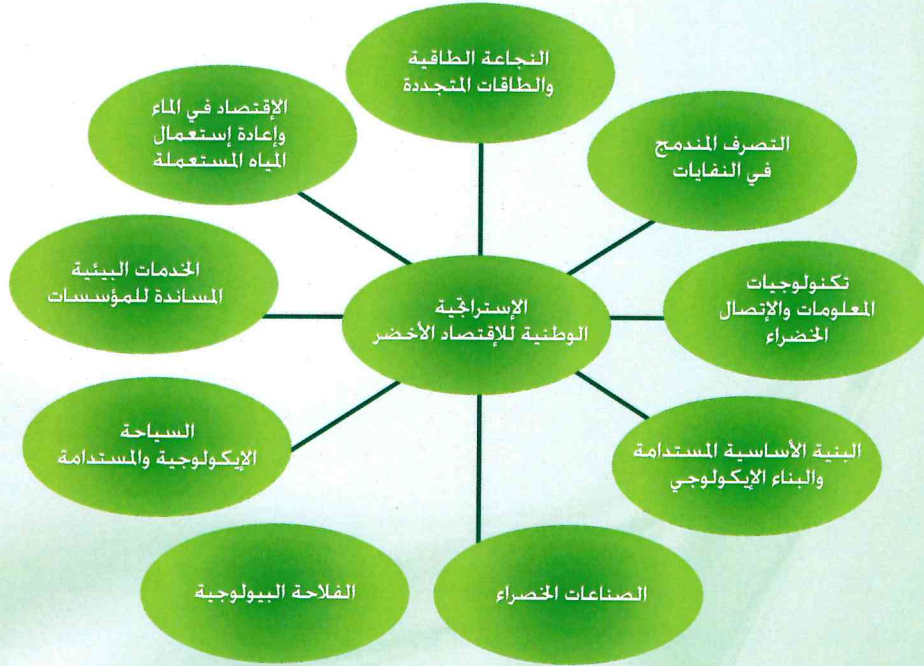 النجاعة الطاقية
والطاقات المتجددة
التصرف المندمج
في النفايات
الإقتصاد في الماء
وإعادة إستعمال
المياه المستعملة
تكنولوجيات
المعلومات والإتصال
الخضراء
الخدمات البيئية
المساندة للمؤسسات
الإستراتجية
الوطنية للإقتصاد الأخضر
البنية الأساسية المستدامة
والبناء الإيكولوجي
السياحة
الإيكولوجية والمستدامة
الصناعات الخضراء
الفلاحة البيولوجية